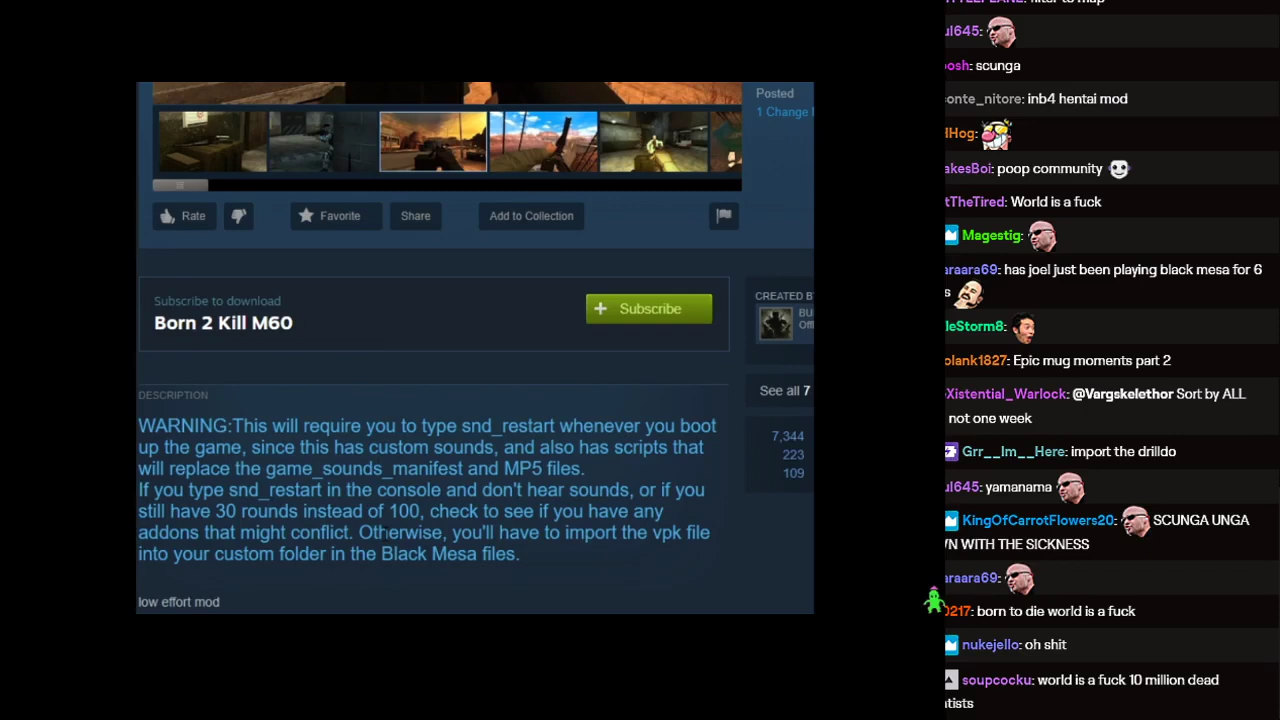 Posted
1 Change
Rate
Favorite
Share
Add to Collection
Subscribe to download
Born 2 Kill M60
Subscribe
CREATED B
BU
Off
DESCRIPTION
See all 7
WARNING:This will require you to type snd_restart whenever you boot
up the game, since this has custom sounds, and also has scripts that
will replace the game_sounds_manifest and MP5 files.
If you type snd_restart in the console and don't hear sounds, or if you
still have 30 rounds instead of 100, check to see if you have any
addons that might conflict. Otherwise, you'll have to import the vpk file
into your custom folder in the Black Mesa files.
7,344
223
109
low effort mod
ul645:
osh: scunga
onte_nitore: inb4 hentai mod
dHog:
akesBoi: poop community
tTheTired: World is a fuck
Magestig:
araara69: has joel just been playing black mesa for 6
s
leStorm8:
olank1827: Epic mug moments part 2
Xistential_Warlock: @Vargskelethor Sort by ALL
not one week
Grr__Im__Here: import the drilldo
ul645: yamanama
KingOfCarrotFlowers20: SCUNGA UNGA
VN WITH THE SICKNESS
araara69:
0217: born to die world is a fuck
nukejello: oh shit
soupcocku: world is a fuck 10 million dead
ntists